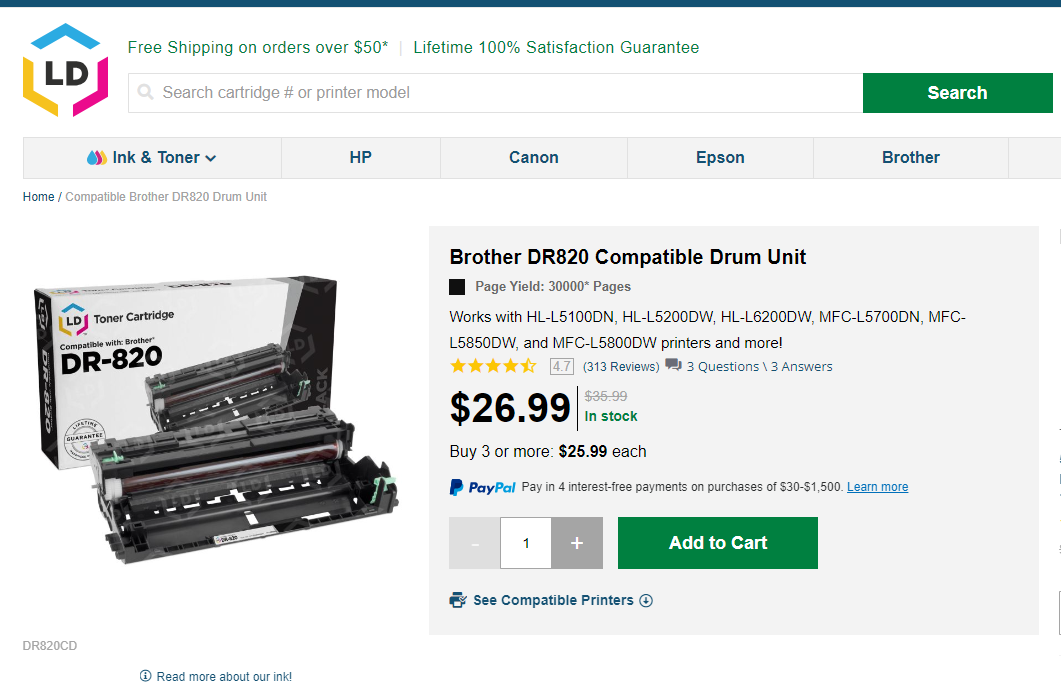 LD
Free Shipping on orders over $50* | Lifetime 100% Satisfaction Guarantee
Search cartridge # or printer model
Search
Ink & Toner
HP
Canon
Epson
Brother
Home / Compatible Brother DR820 Drum Unit
LD Toner Cartridge
Compatible with: Brother*
DR-820
LIFETIME
GUARANTEE
DR-820
Brother DR820 Compatible Drum Unit
Page Yield: 30000* Pages
Works with HL-L5100DN, HL-L5200DW, HL-L6200DW, MFC-L5700DN, MFC-
L5850DW, and MFC-L5800DW printers and more!
4.7 (313 Reviews) 3 Questions \ 3 Answers
$26.99
$35.99
In stock
Buy 3 or more: $25.99 each
PayPal Pay in 4 interest-free payments on purchases of $30-$1,500. Learn more
- 1 +
Add to Cart
See Compatible Printers
DR820CD
Read more about our ink!